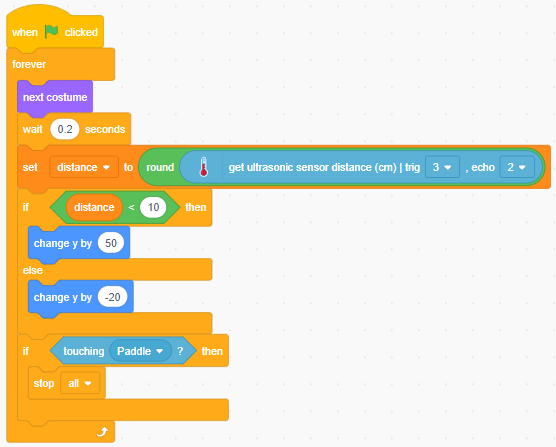 when clicked
forever
next costume
wait 0.2 seconds
set distance to round get ultrasonic sensor distance (cm) | trig 3 , echo 2
if distance < 10 then
change y by 50
else
change y by -20
if touching Paddle ? then
stop all